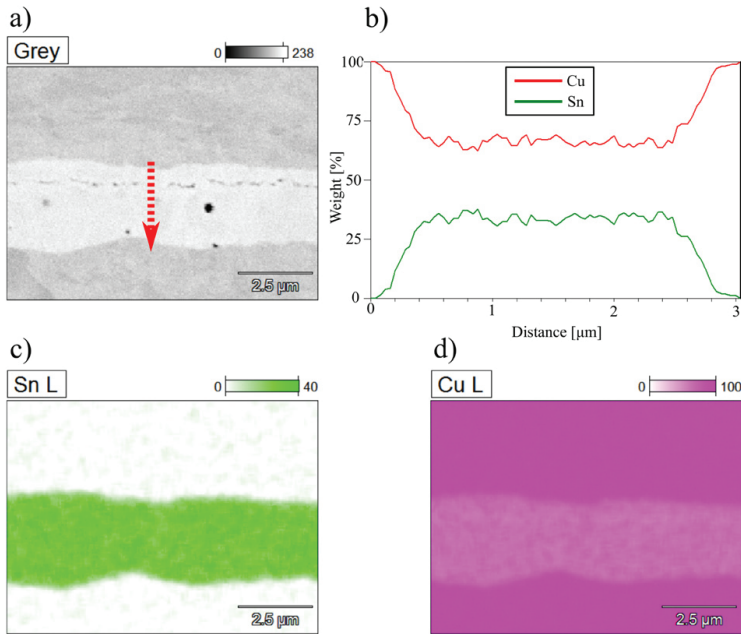 a)
Grey
0 238
2.5 μm
b)
100
75
50
25
0
Weight [%]
Cu
Sn
0 1 2 3
Distance [μm]
c)
Sn L
0 40
2.5 μm
d)
Cu L
0 100
2.5 μm